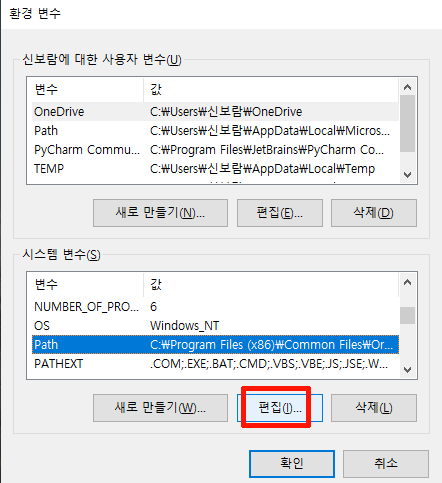 환경 변수
신보람에 대한 사용자 변수(U)
변수 값
OneDrive C:₩Users₩신보람₩OneDrive
Path C:₩Users₩신보람₩AppData₩Local₩Micros...
PyCharm Commu... C:₩Program Files₩JetBrains₩PyCharm Co...
TEMP C:₩Users₩신보람₩AppData₩Local₩Temp
새로 만들기(N)... 편집(E)... 삭제(D)
시스템 변수(S)
변수 값
NUMBER_OF_PRO... 6
OS Windows_NT
Path C:₩Program Files (x86)₩Common Files₩Or...
PATHEXT .COM;.EXE;.BAT;.CMD;.VBS;.VBE;.JS;.JSE;.W...
새로 만들기(W)... 편집(I)... 삭제(L)
확인 취소